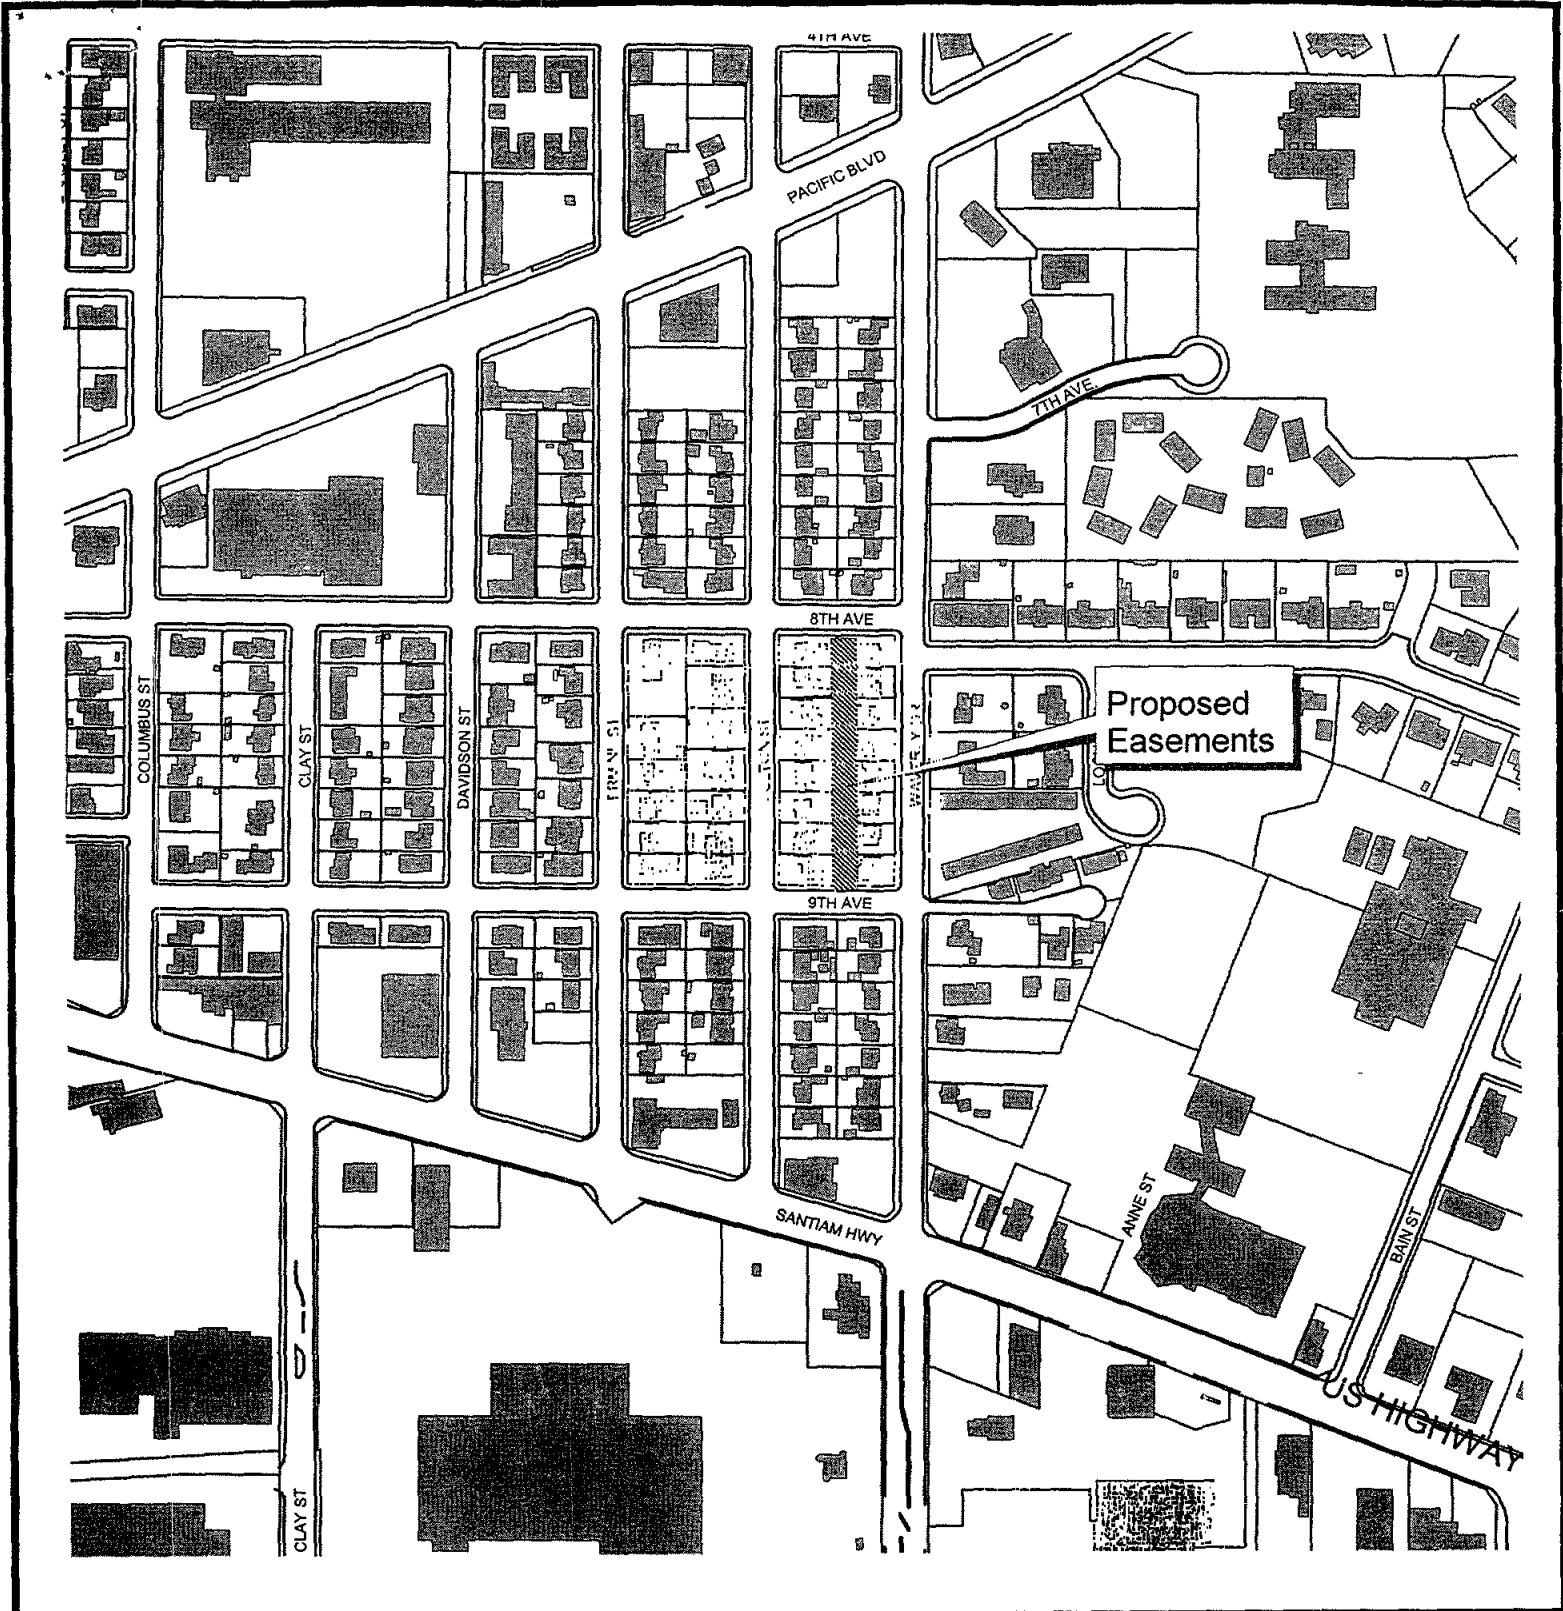 4TH AVE
PACIFIC BLVD
7TH AVE.
8TH AVE
COLUMBUS ST
CLAY ST
DAVIDSON ST
Proposed
Easements
9TH AVE
SANTIAM HWY
ANNE ST
BAIN ST
US HIGHWAY
CLAY ST